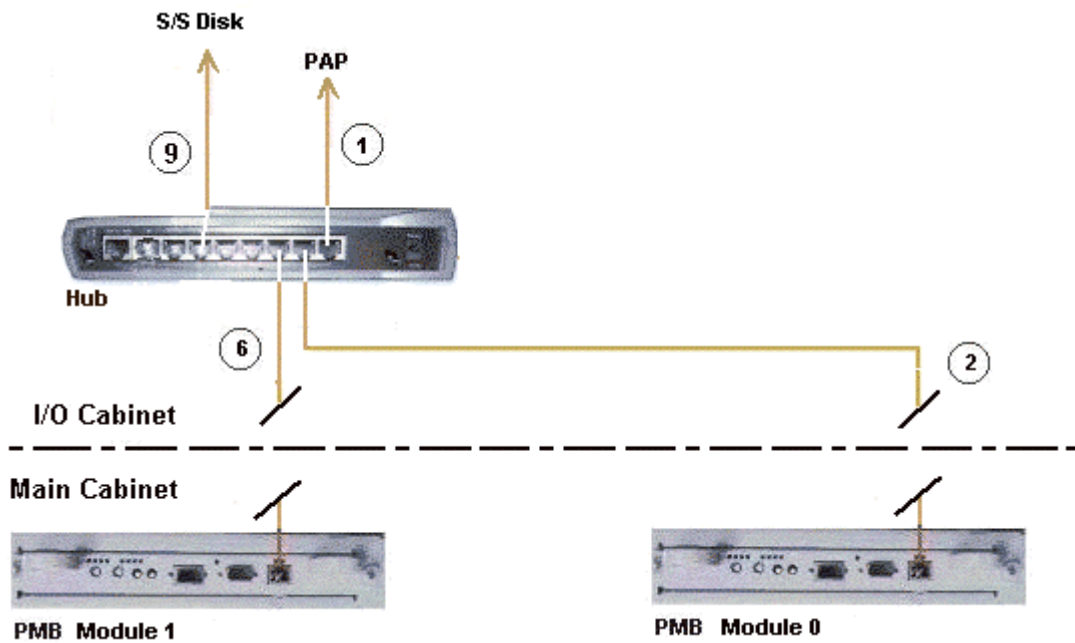 S/S Disk
PAP
9
1
Hub
6
2
I/O Cabinet
Main Cabinet
PMB Module 1
PMB Module 0